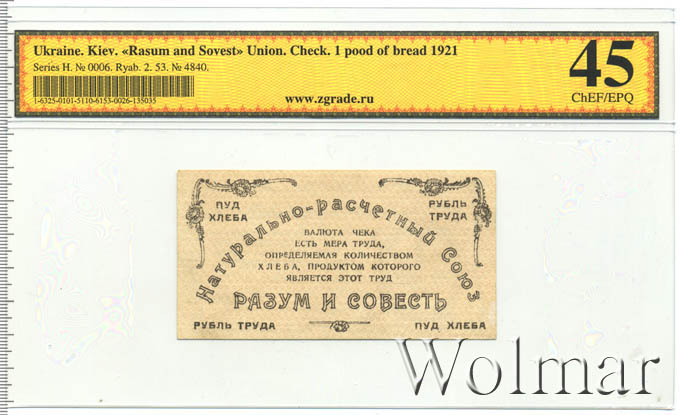 Ukraine. Kiev. «Rasum and Sovest» Union. Check. 1 pood of bread 1921
Series H. № 0006. Ryab. 2. 53. № 4840.
1-6325-0101-5110-6153-0026-135035
www.zgrade.ru
45
ChEF/EPQ
ПУД
ХЛЕБА
РУБЛЬ
ТРУДА
Натурально-расчетный Союз
ВАЛЮТА ЧЕКА
ЕСТЬ МЕРА ТРУДА,
ОПРЕДЕЛЯЕМАЯ КОЛИЧЕСТВОМ
ХЛЕБА, ПРОДУКТОМ КОТОРОГО
ЯВЛЯЕТСЯ ЭТОТ ТРУД
РАЗУМ И СОВЕСТЬ
РУБЛЬ ТРУДА
ПУД ХЛЕБА
Wolmar